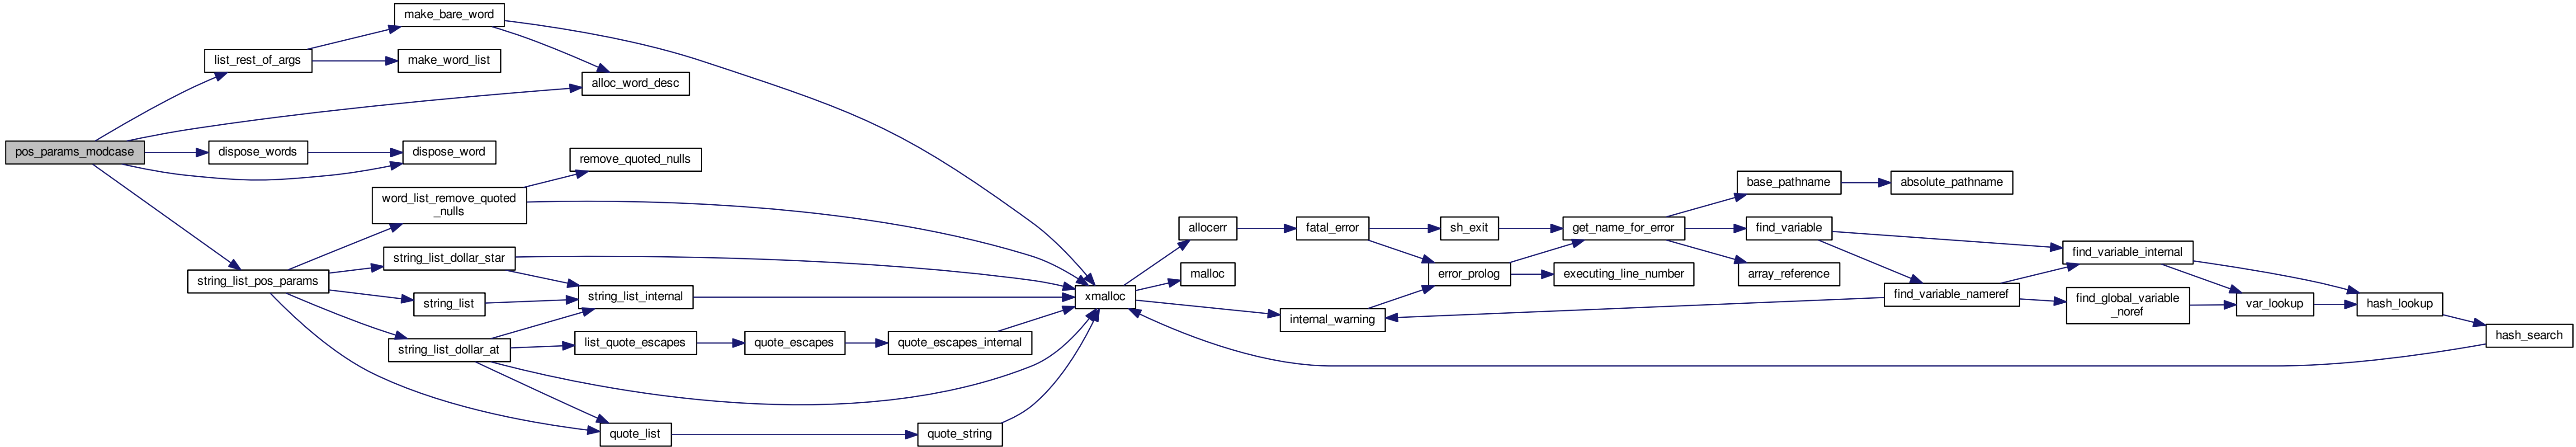 pos_params_modcase
list_rest_of_args
make_bare_word
make_word_list
alloc_word_desc
dispose_words
dispose_word
string_list_pos_params
word_list_remove_quoted
_nulls
remove_quoted_nulls
string_list_dollar_star
string_list
string_list_internal
string_list_dollar_at
list_quote_escapes
quote_escapes
quote_escapes_internal
quote_list
quote_string
xmalloc
allocerr
malloc
internal_warning
fatal_error
sh_exit
error_prolog
executing_line_number
get_name_for_error
base_pathname
absolute_pathname
find_variable
array_reference
find_variable_nameref
find_variable_internal
find_global_variable
_noref
var_lookup
hash_lookup
hash_search